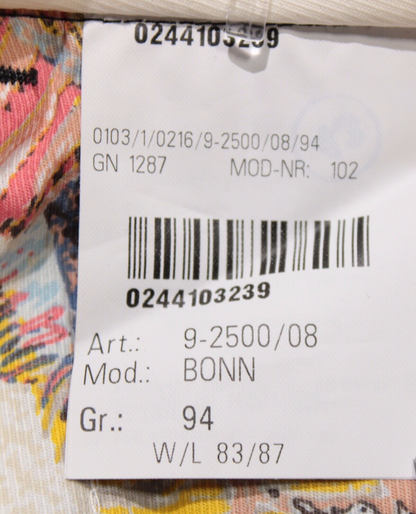 0244103239
0103/1/0216/9-2500/08/94
GN 1287 MOD-NR: 102
0244103239
Art.: 9-2500/08
Mod.: BONN
Gr.: 94
W/L 83/87